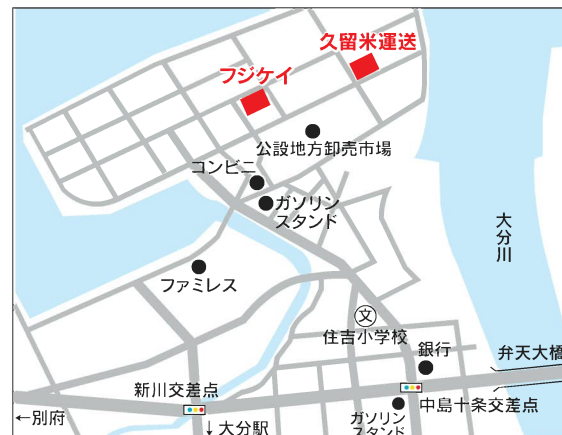 久留米運送
フジケイ
公設地方卸売市場
コンビニ
ガソリン
スタンド
大分川
ファミレス
文
住吉小学校
銀行
弁天大橋
新川交差点
中島十条交差点
←別府
↓大分駅
ガソリン
スタンド